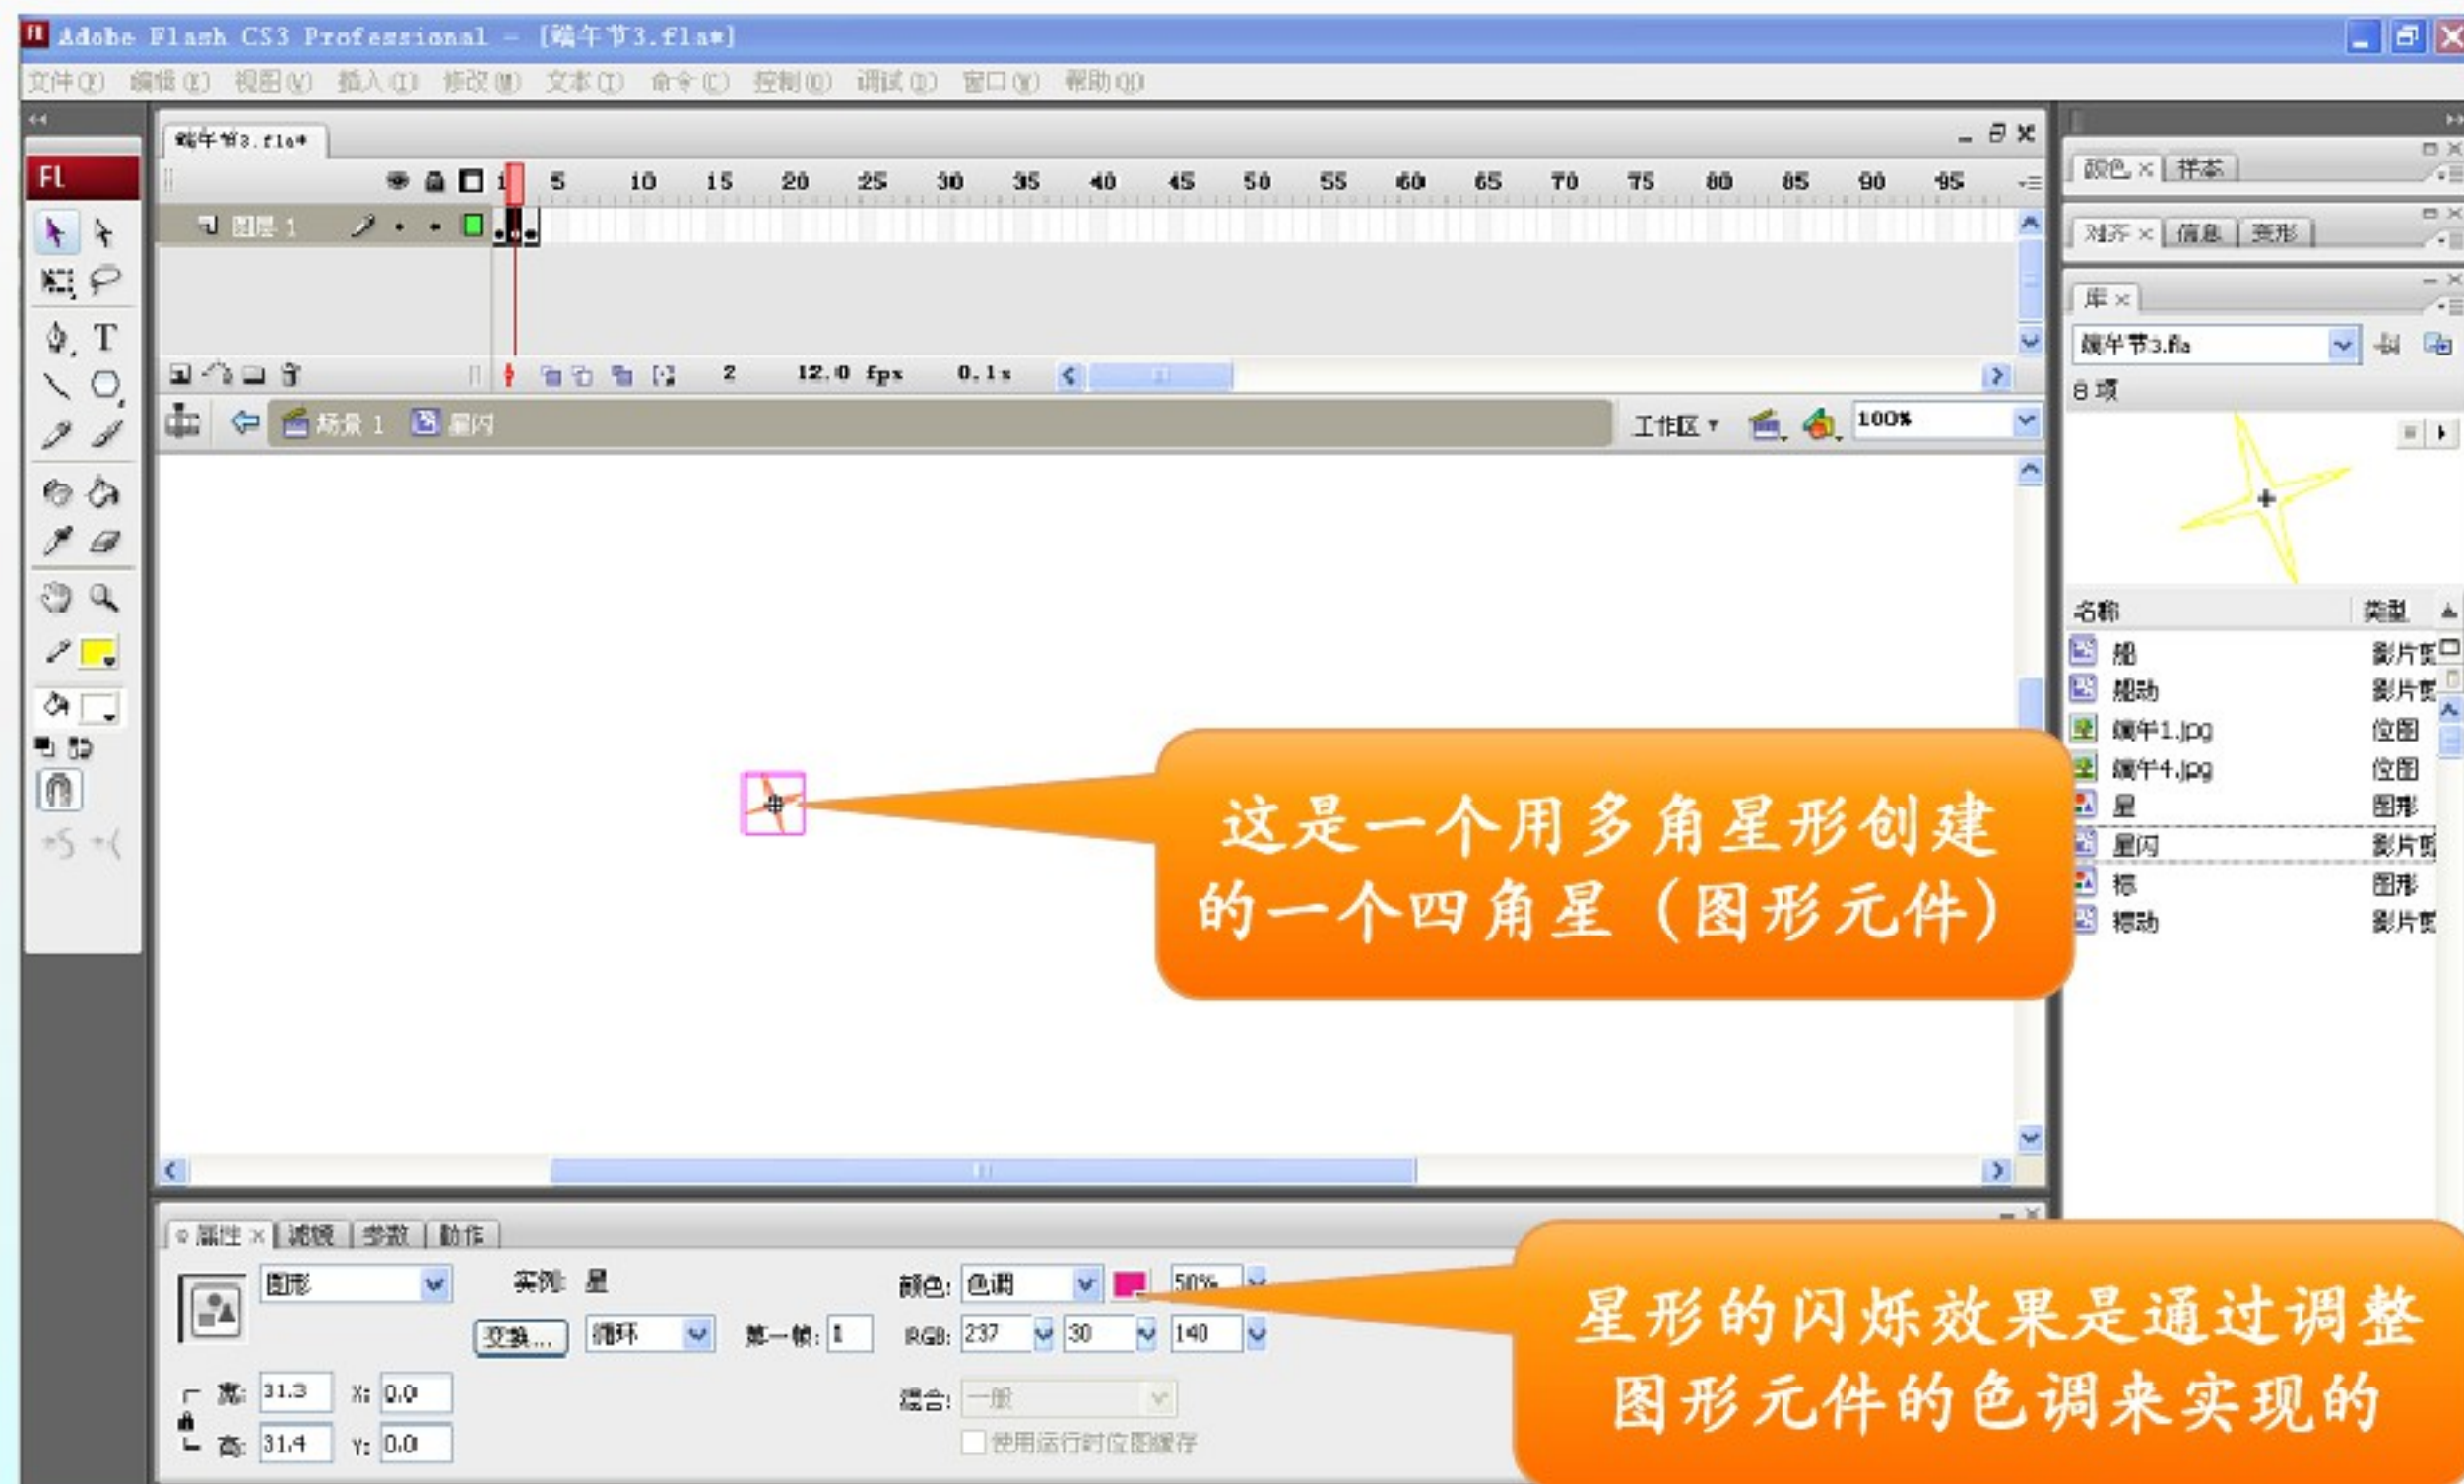 Adobe Flash CS3 Professional - [端午节3.fla*]
文件(F) 编辑(E) 视图(V) 插入(I) 修改(M) 文本(T) 命令(C) 控制(O) 调试(D) 窗口(W) 帮助(H)
端午节3.fla*
FL
1 5 10 15 20 25 30 35 40 45 50 55 60 65 70 75 80 85 90 95
图层 1
2 12.0 fps 0.1s
场景 1 星闪 工作区 100%
颜色 × 样本
对齐 × 信息 变形
库 ×
端午节3.fla
8 项
名称 类型
船 影片剪
船动 影片剪
端午1.jpg 位图
端午4.jpg 位图
星 图形
星闪 影片剪
粽 图形
粽动 影片剪
这是一个用多角星形创建
的一个四角星（图形元件）
属性 × 滤镜 参数 动作
图形 实例: 星 颜色: 色调 50%
交换... 循环 第一帧: 1 RGB: 237 30 140
宽: 31.3 X: 0.0 混合: 一般
高: 31.4 Y: 0.0 使用运行时位图缓存
星形的闪烁效果是通过调整
图形元件的色调来实现的